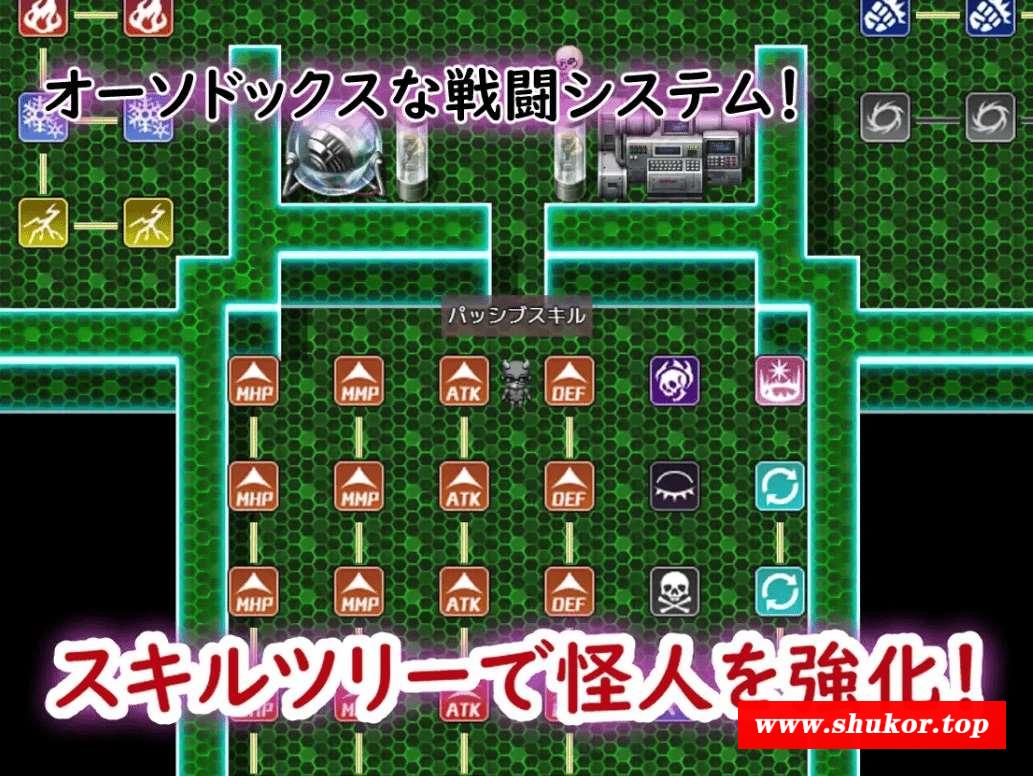 オーソドックスな戦闘システム!
パッシブスキル
MHP MMP ATK DEF
MHP MMP ATK DEF
MHP MMP ATK DEF
スキルツリーで怪人を強化!
ATK
www.shukor.top